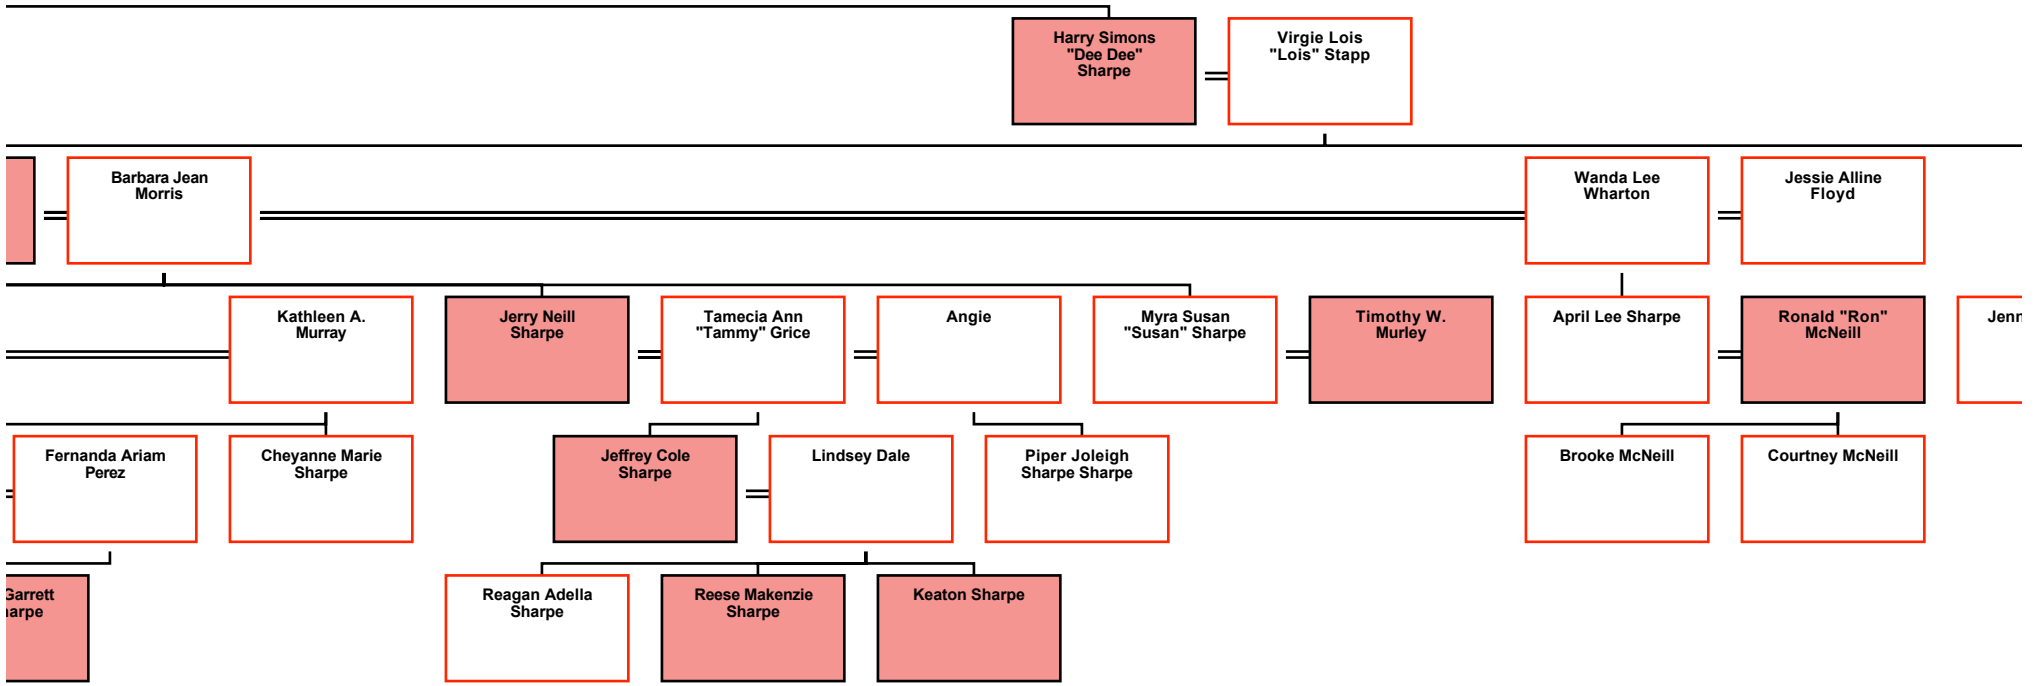 Harry Simons
"Dee Dee"
Sharpe
Virgie Lois
"Lois" Stapp
Barbara Jean
Morris
Wanda Lee
Wharton
Jessie Alline
Floyd
Kathleen A.
Murray
Jerry Neill
Sharpe
Tamecia Ann
"Tammy" Grice
Angie
Myra Susan
"Susan" Sharpe
Timothy W.
Murley
April Lee Sharpe
Ronald "Ron"
McNeill
Jenn
Fernanda Ariam
Perez
Cheyanne Marie
Sharpe
Jeffrey Cole
Sharpe
Lindsey Dale
Piper Joleigh
Sharpe Sharpe
Brooke McNeill
Courtney McNeill
Garrett
arpe
Reagan Adella
Sharpe
Reese Makenzie
Sharpe
Keaton Sharpe